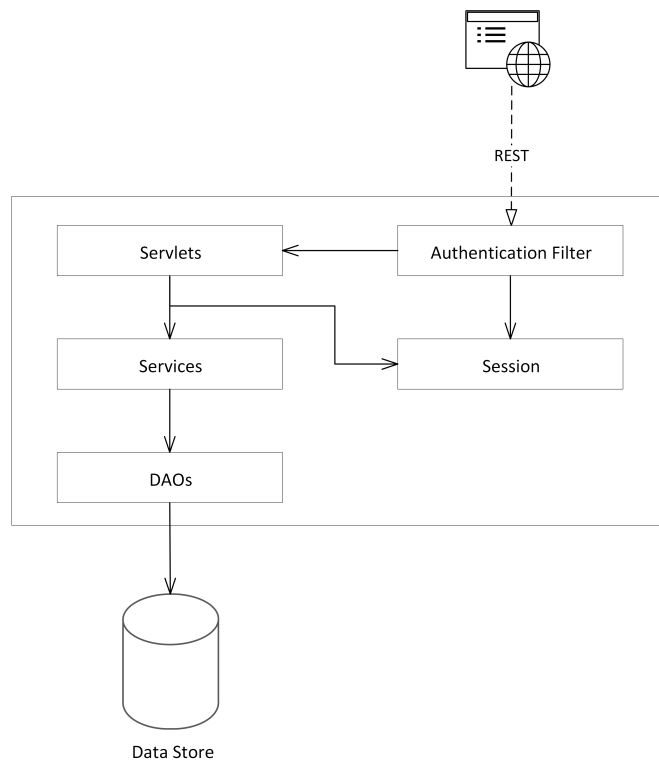 REST
Servlets
Authentication Filter
Services
Session
DAOs
Data Store